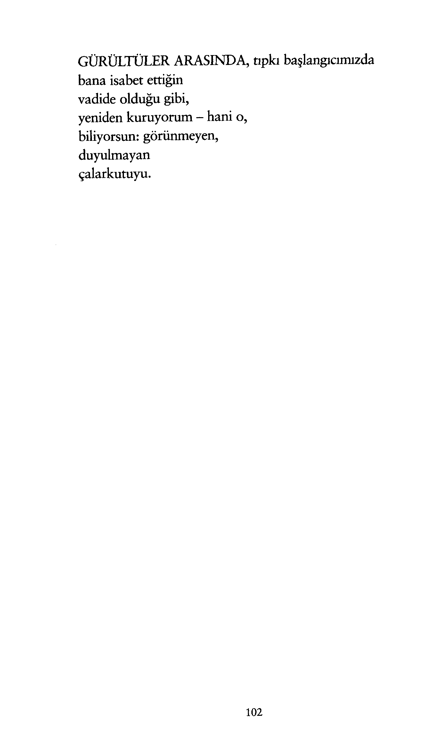 GÜRÜLTÜLER ARASINDA, tıpkı başlangıcımızda
bana isabet ettiğin
vadide olduğu gibi,
yeniden kuruyorum – hani o,
biliyorsun: görünmeyen,
duyulmayan
çalarkutuyu.
102